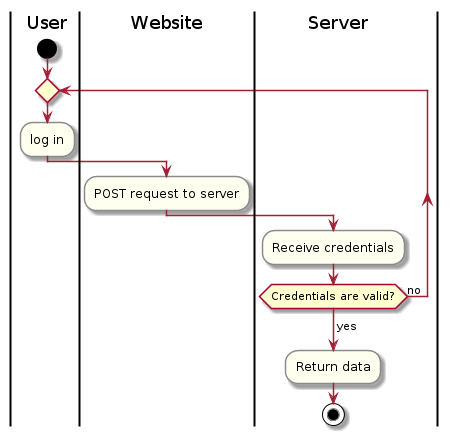 User
Website
Server
log in
POST request to server
Receive credentials
Credentials are valid?
no
yes
Return data